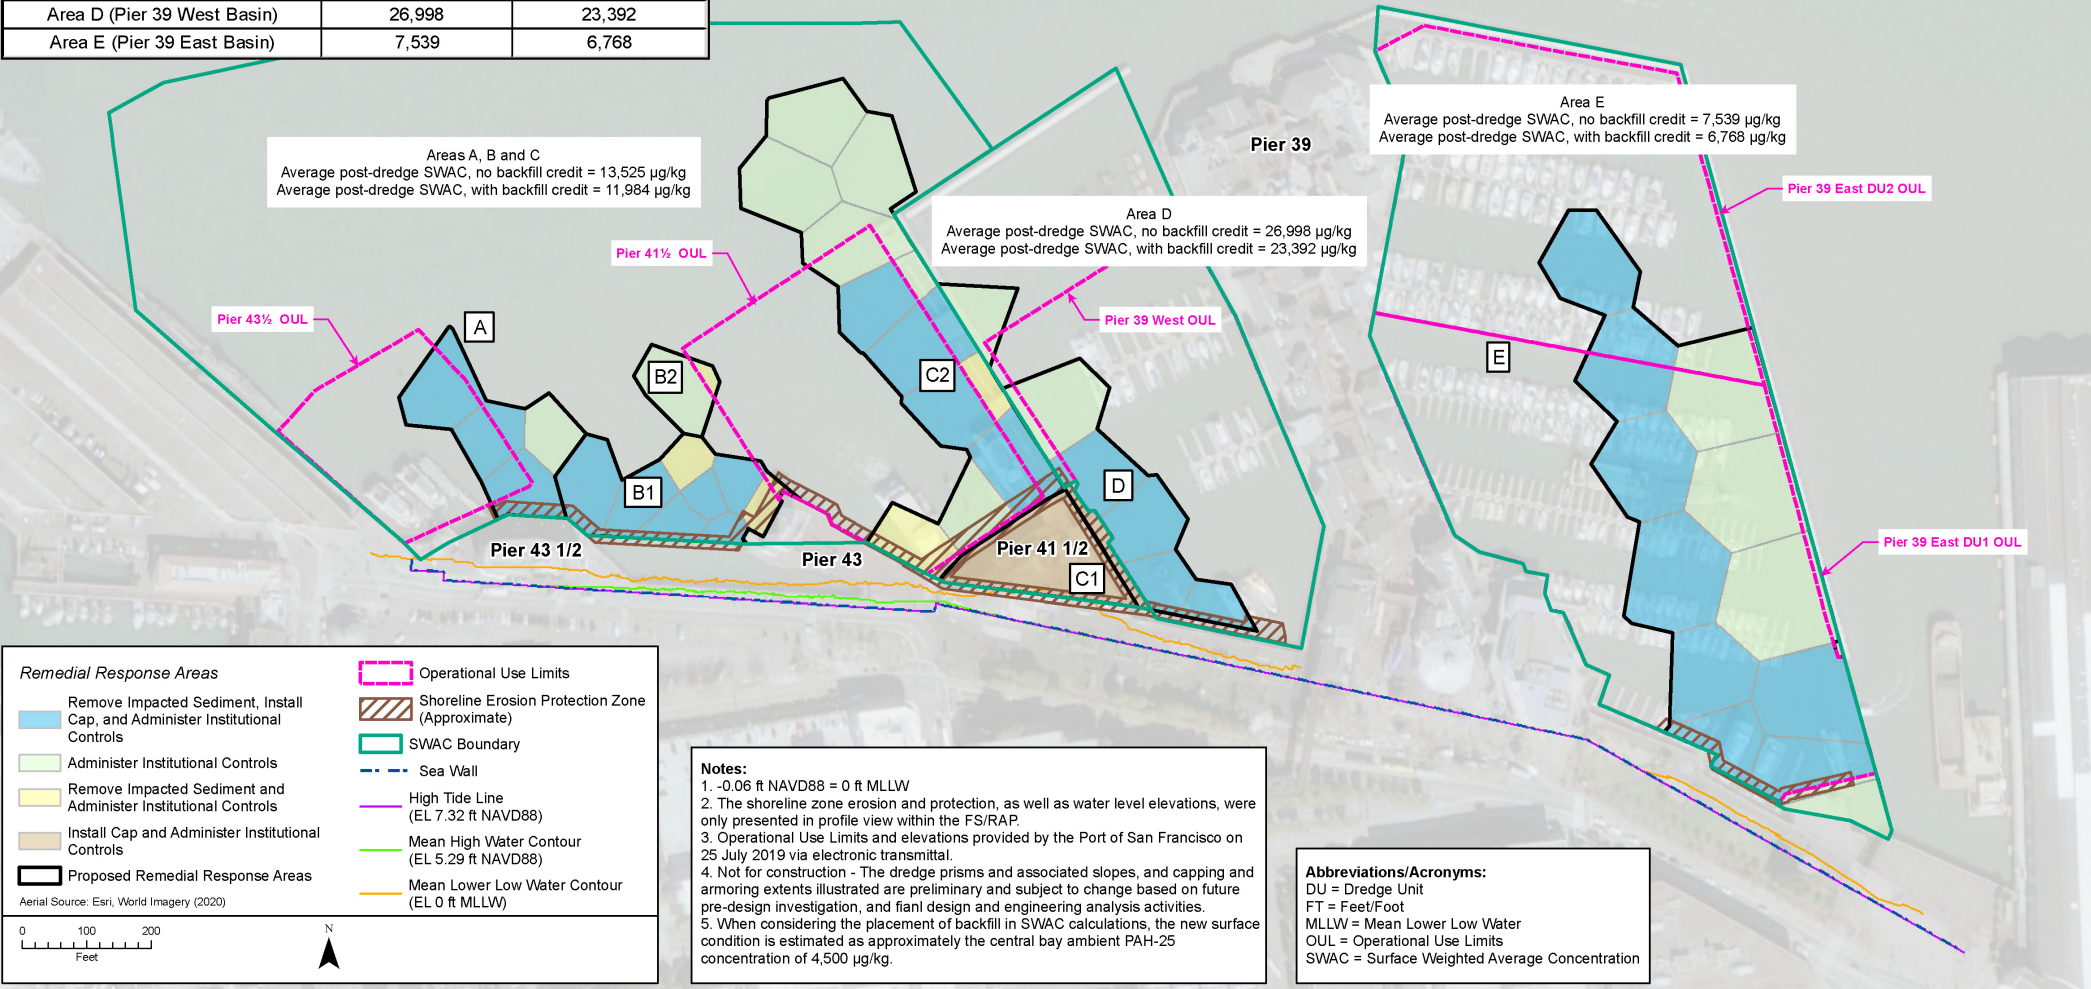 Area D (Pier 39 West Basin) 26,998 23,392
Area E (Pier 39 East Basin) 7,539 6,768
Areas A, B and C
Average post-dredge SWAC, no backfill credit = 13,525 µg/kg
Average post-dredge SWAC, with backfill credit = 11,984 µg/kg
Pier 39
Area E
Average post-dredge SWAC, no backfill credit = 7,539 µg/kg
Average post-dredge SWAC, with backfill credit = 6,768 µg/kg
Pier 39 East DU2 OUL
Area D
Average post-dredge SWAC, no backfill credit = 26,998 µg/kg
Average post-dredge SWAC, with backfill credit = 23,392 µg/kg
Pier 41½ OUL
Pier 43½ OUL
Pier 39 West OUL
A
B2
C2
E
B1
D
Pier 43 1/2
Pier 43
Pier 41 1/2
C1
Pier 39 East DU1 OUL
Remedial Response Areas
Remove Impacted Sediment, Install
Cap, and Administer Institutional
Controls
Administer Institutional Controls
Remove Impacted Sediment and
Administer Institutional Controls
Install Cap and Administer Institutional
Controls
Proposed Remedial Response Areas
Aerial Source: Esri, World Imagery (2020)
Operational Use Limits
Shoreline Erosion Protection Zone
(Approximate)
SWAC Boundary
Sea Wall
High Tide Line
(EL 7.32 ft NAVD88)
Mean High Water Contour
(EL 5.29 ft NAVD88)
Mean Lower Low Water Contour
(EL 0 ft MLLW)
0 100 200
Feet
N
Notes:
1. -0.06 ft NAVD88 = 0 ft MLLW
2. The shoreline zone erosion and protection, as well as water level elevations, were
only presented in profile view within the FS/RAP.
3. Operational Use Limits and elevations provided by the Port of San Francisco on
25 July 2019 via electronic transmittal.
4. Not for construction - The dredge prisms and associated slopes, and capping and
armoring extents illustrated are preliminary and subject to change based on future
pre-design investigation, and fianl design and engineering analysis activities.
5. When considering the placement of backfill in SWAC calculations, the new surface
condition is estimated as approximately the central bay ambient PAH-25
concentration of 4,500 µg/kg.
Abbreviations/Acronyms:
DU = Dredge Unit
FT = Feet/Foot
MLLW = Mean Lower Low Water
OUL = Operational Use Limits
SWAC = Surface Weighted Average Concentration